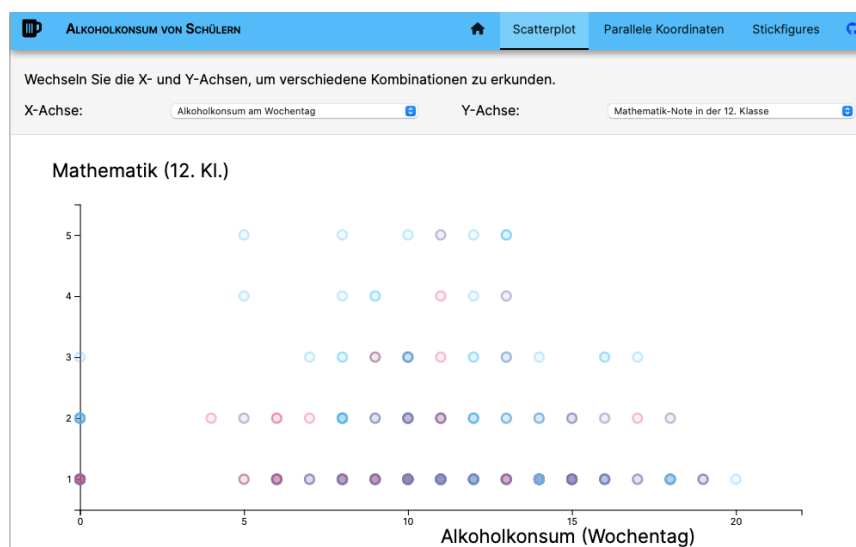 ALKOHOLKONSUM VON SCHÜLERN
Scatterplot
Parallele Koordinaten
Stickfigures
Wechseln Sie die X- und Y-Achsen, um verschiedene Kombinationen zu erkunden.
X-Achse:
Alkoholkonsum am Wochentag
Y-Achse:
Mathematik-Note in der 12. Klasse
Mathematik (12. Kl.)
5
4
3
2
1
0
5
10
15
20
Alkoholkonsum (Wochentag)